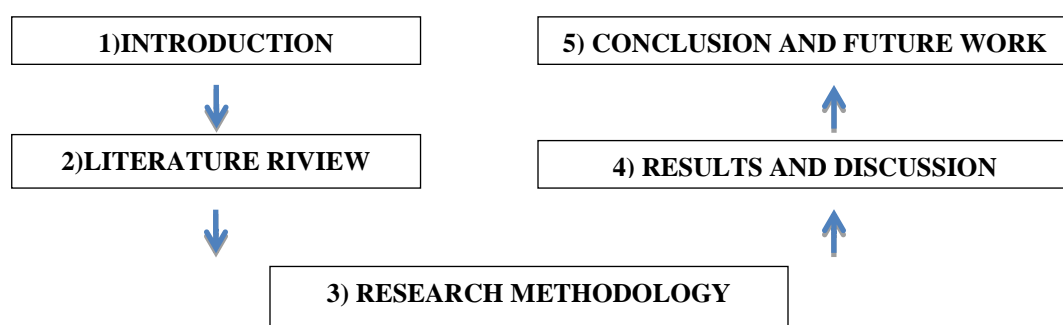 1)INTRODUCTION
2)LITERATURE RIVIEW
3) RESEARCH METHODOLOGY
4) RESULTS AND DISCUSSION
5) CONCLUSION AND FUTURE WORK